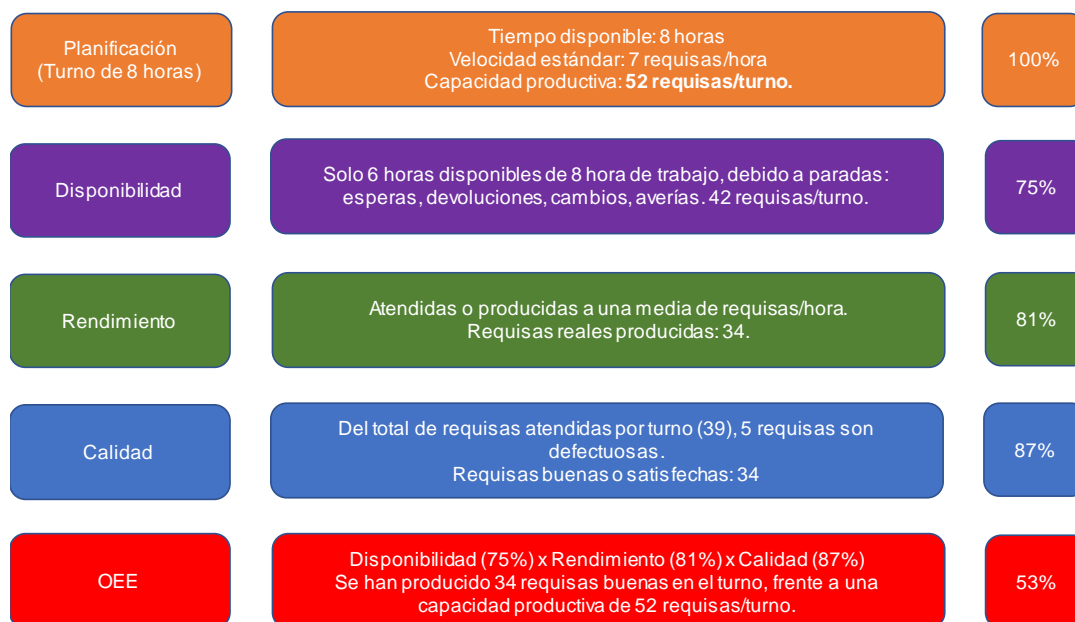 Planificación
(Turno de 8 horas)
Tiempo disponible: 8 horas
Velocidad estándar: 7 requisas/hora
Capacidad productiva: 52 requisas/turno.
100%
Disponibilidad
Solo 6 horas disponibles de 8 hora de trabajo, debido a paradas:
esperas, devoluciones, cambios, averías. 42 requisas/turno.
75%
Rendimiento
Atendidas o producidas a una media de requisas/hora.
Requisas reales producidas: 34.
81%
Calidad
Del total de requisas atendidas por turno (39), 5 requisas son
defectuosas.
Requisas buenas o satisfechas: 34
87%
OEE
Disponibilidad (75%) x Rendimiento (81%) x Calidad (87%)
Se han producido 34 requisas buenas en el turno, frente a una
capacidad productiva de 52 requisas/turno.
53%